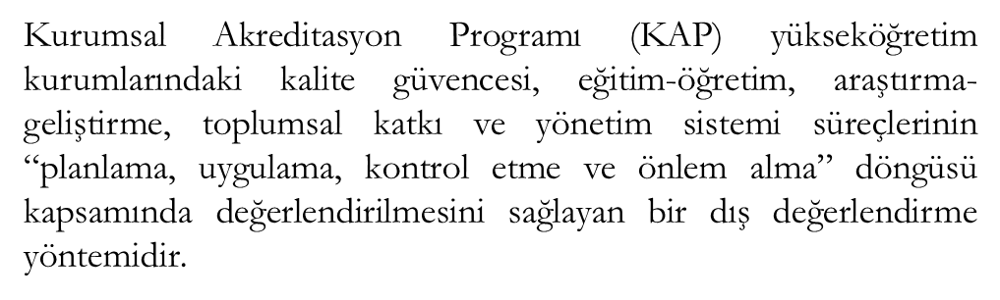 Kurumsal Akreditasyon Programı (KAP) yükseköğretim
kurumlarındaki kalite güvencesi, eğitim-öğretim, araştırma-
geliştirme, toplumsal katkı ve yönetim sistemi süreçlerinin
“planlama, uygulama, kontrol etme ve önlem alma” döngüsü
kapsamında değerlendirilmesini sağlayan bir dış değerlendirme
yöntemidir.